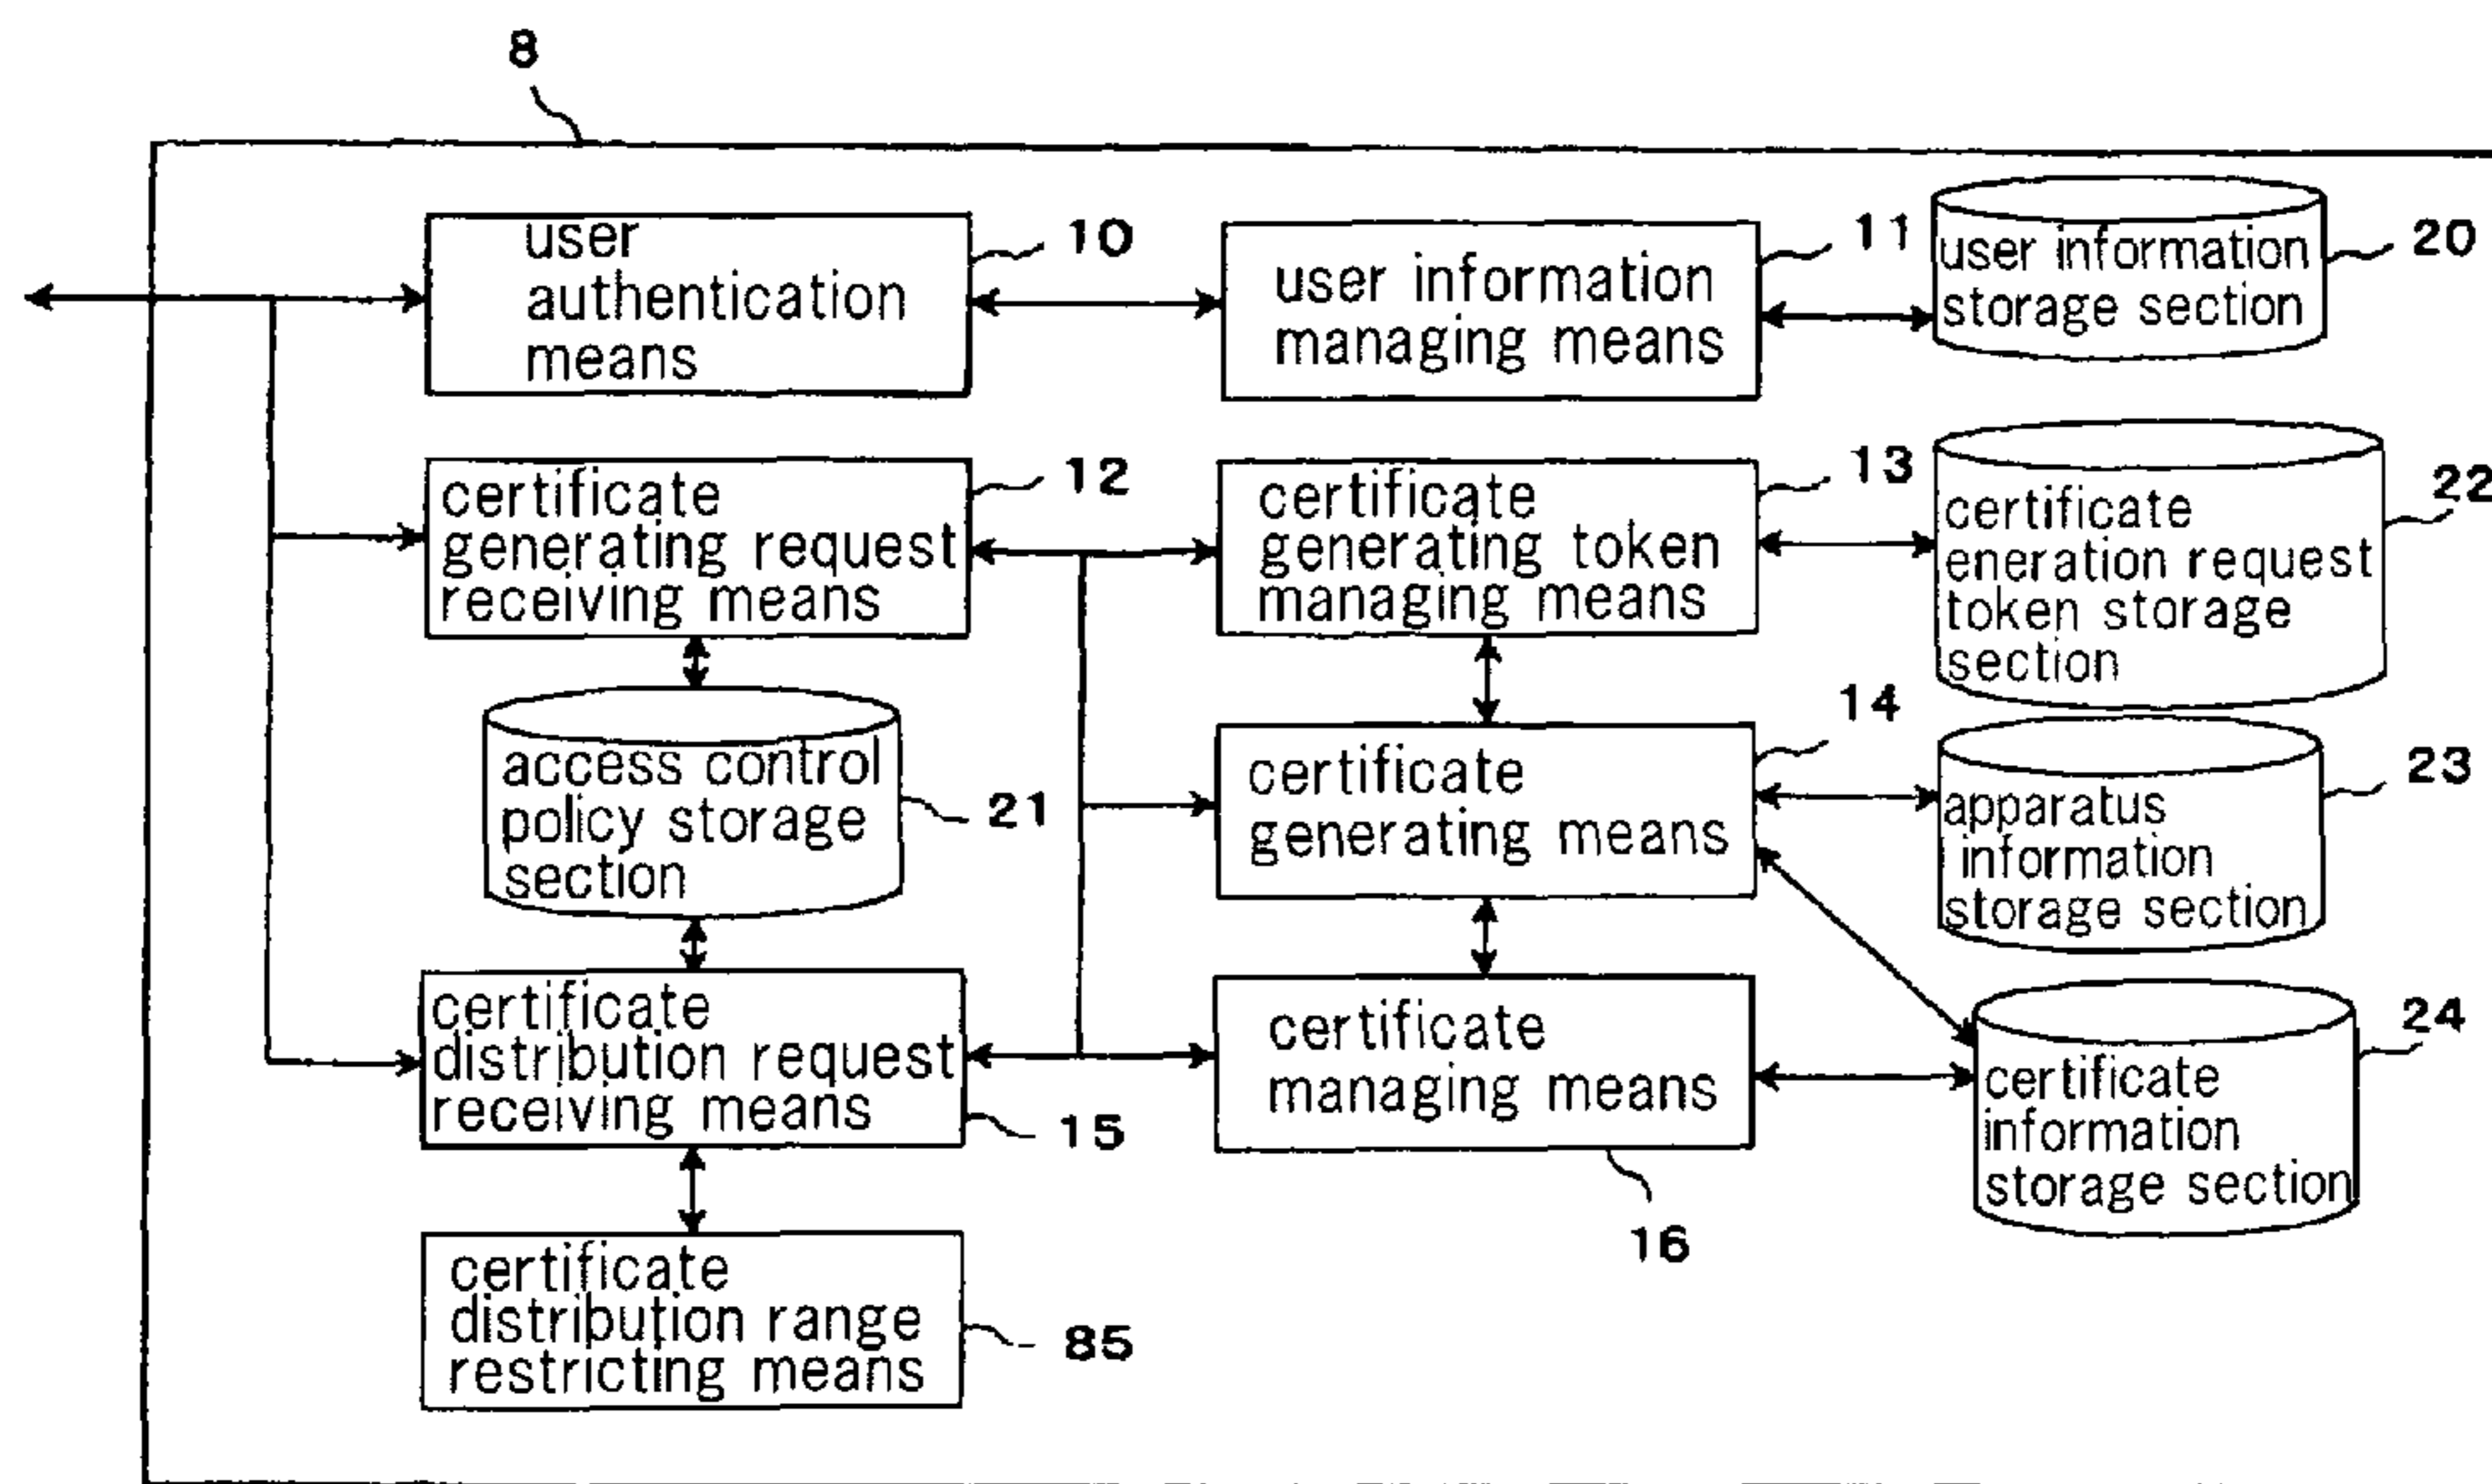 8
user
authentication
means
10
user information
managing means
11
user information
storage section
20
certificate
generating request
receiving means
12
certificate
generating token
managing means
13
certificate
eneration request
token storage
section
22
access control
policy storage
section
21
certificate
generating means
14
apparatus
information
storage section
23
certificate
distribution request
receiving means
15
certificate
managing means
16
certificate
information
storage section
24
certificate
distribution range
restricting means
85